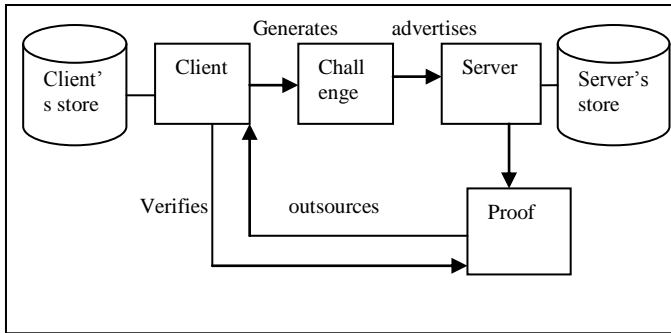 Generates
advertises
Client'
s store
Client
Chall
enge
Server
Server's
store
Verifies
outsources
Proof